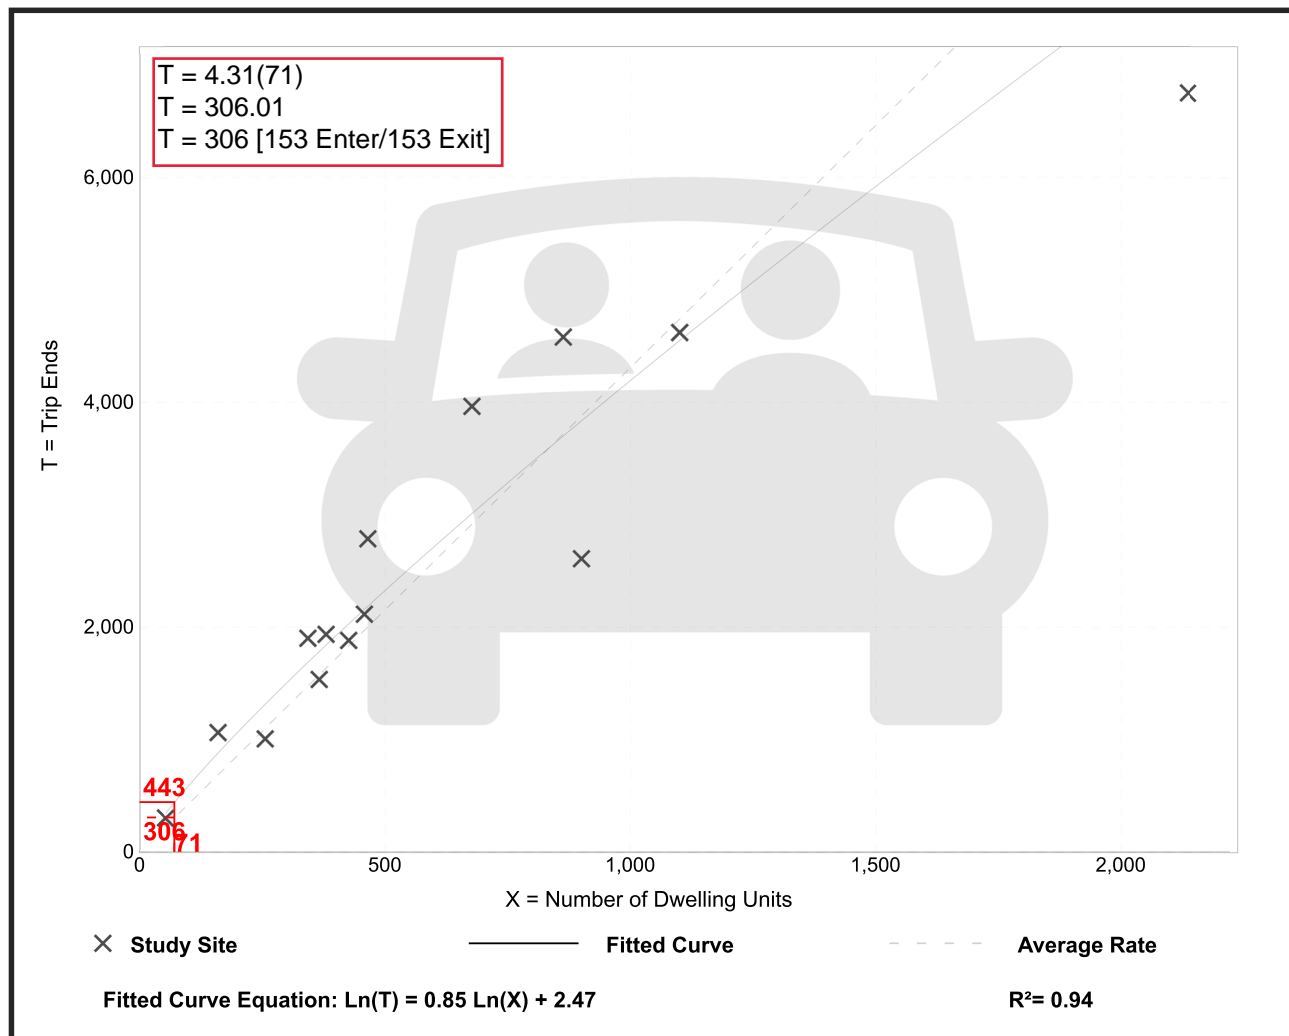 T = 4.31(71)
T = 306.01
T = 306 [153 Enter/153 Exit]
6,000
4,000
2,000
0
T = Trip Ends
443
306
71
0 500 1,000 1,500 2,000
X = Number of Dwelling Units
Study Site Fitted Curve Average Rate
Fitted Curve Equation: Ln(T) = 0.85 Ln(X) + 2.47 R²= 0.94